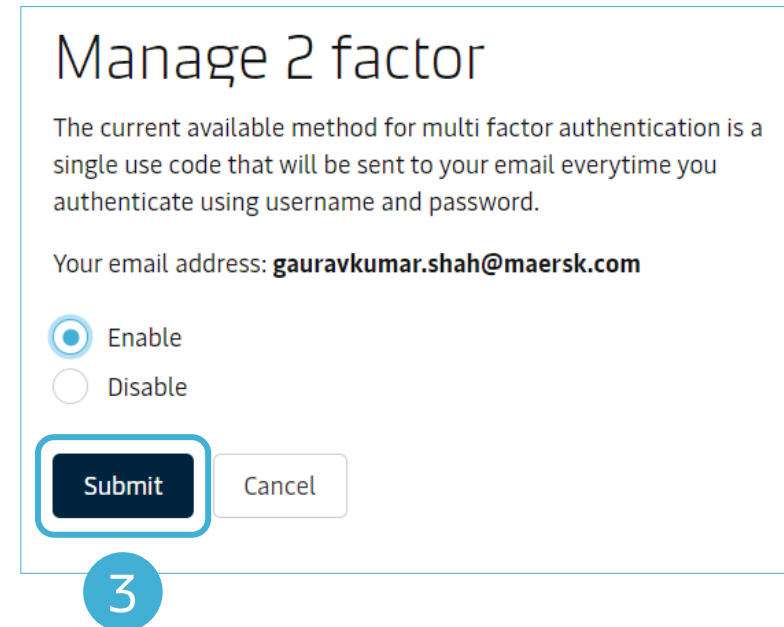 Manage 2 factor
The current available method for multi factor authentication is a
single use code that will be sent to your email everytime you
authenticate using username and password.
Your email address: gauravkumar.shah@maersk.com
Enable
Disable
Submit Cancel
3